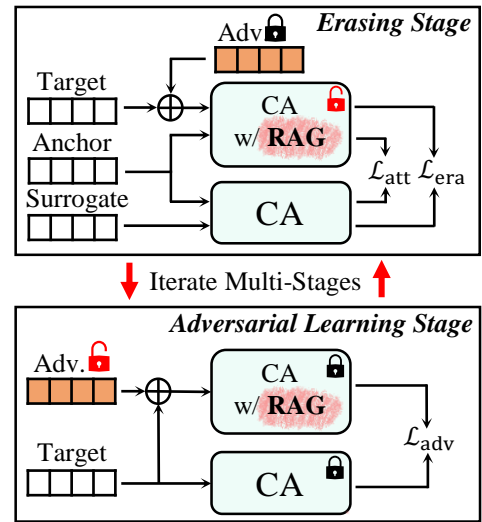 Erasing Stage
Adv
Target
CA
w/ RAG
Anchor
ℒatt ℒera
Surrogate
CA
Iterate Multi-Stages
Adversarial Learning Stage
Adv.
CA
w/ RAG
ℒadv
Target
CA